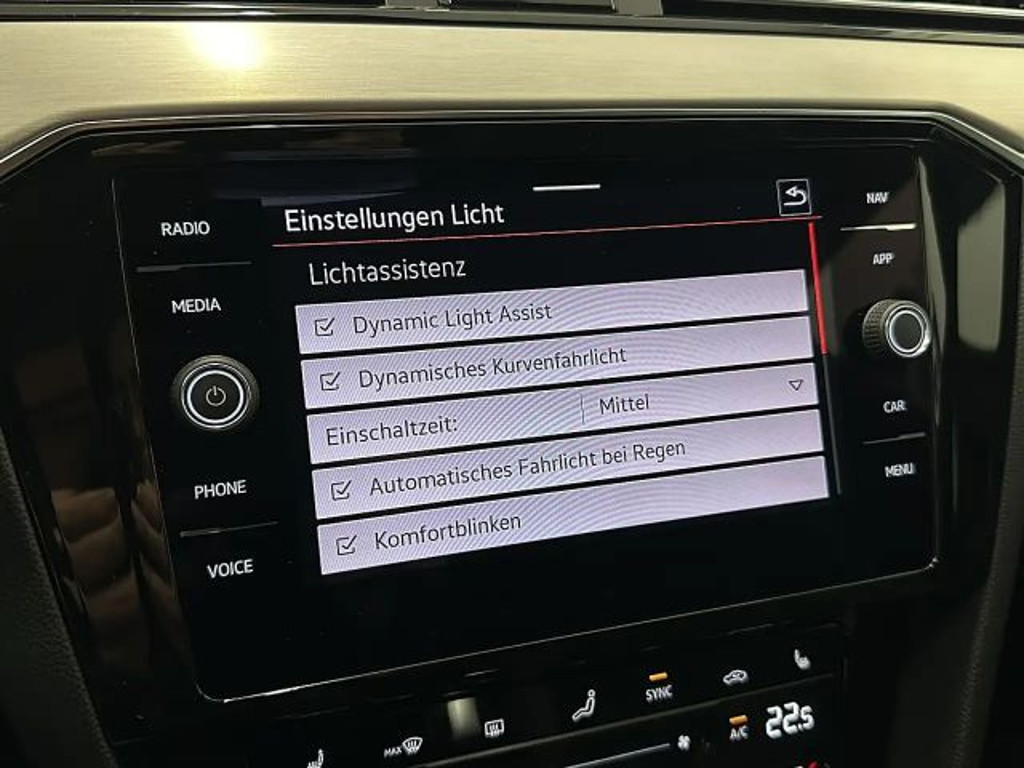 RADIO
MEDIA
PHONE
VOICE
Einstellungen Licht
Lichtassistenz
Dynamic Light Assist
Dynamisches Kurvenfahrlicht
Einschaltzeit: Mittel
Automatisches Fahrlicht bei Regen
Komfortblinken
NAV
APP
CAR
MENU
MAX
SYNC
A/C
22.5